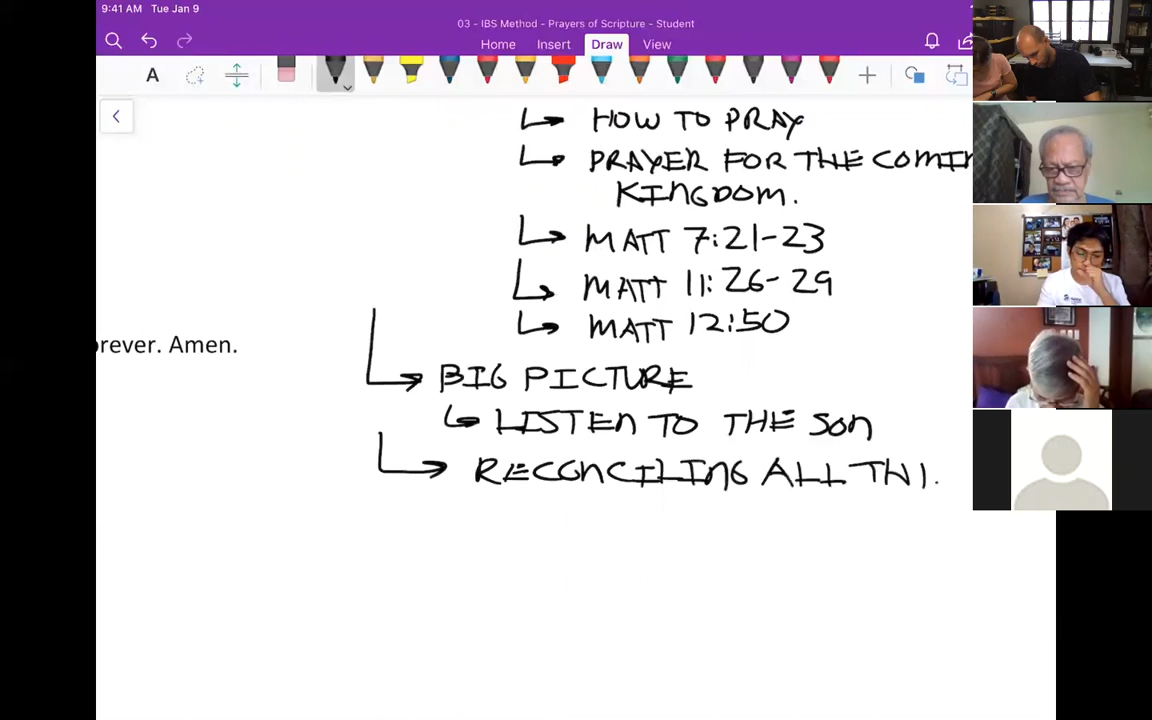 9:41 AM Tue Jan 9
03 - IBS Method - Prayers of Scripture - Student
Home Insert Draw View
A
HOW TO PRAY
PRAYER FOR THE COMIN
KINGDOM.
MATT 7:21-23
MATT 11:26-29
MATT 12:50
orever. Amen.
BIG PICTURE
LISTEN TO THE SON
RECONCILING ALL THI